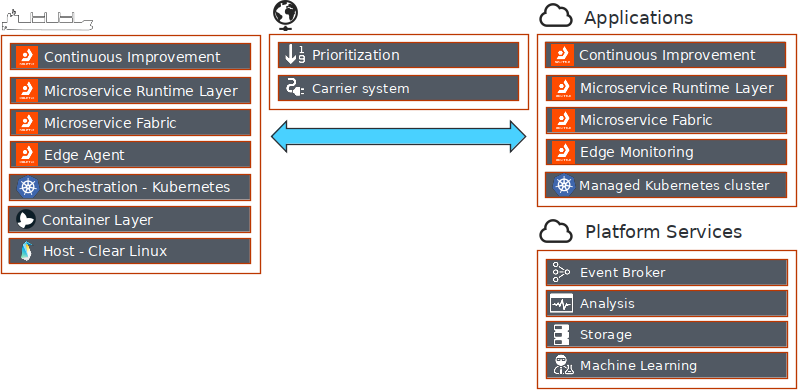 Continuous Improvement
Microservice Runtime Layer
Microservice Fabric
Edge Agent
Orchestration - Kubernetes
Container Layer
Host - Clear Linux
1
9
Prioritization
Carrier system
Applications
Continuous Improvement
Microservice Runtime Layer
Microservice Fabric
Edge Monitoring
Managed Kubernetes cluster
Platform Services
Event Broker
Analysis
Storage
Machine Learning